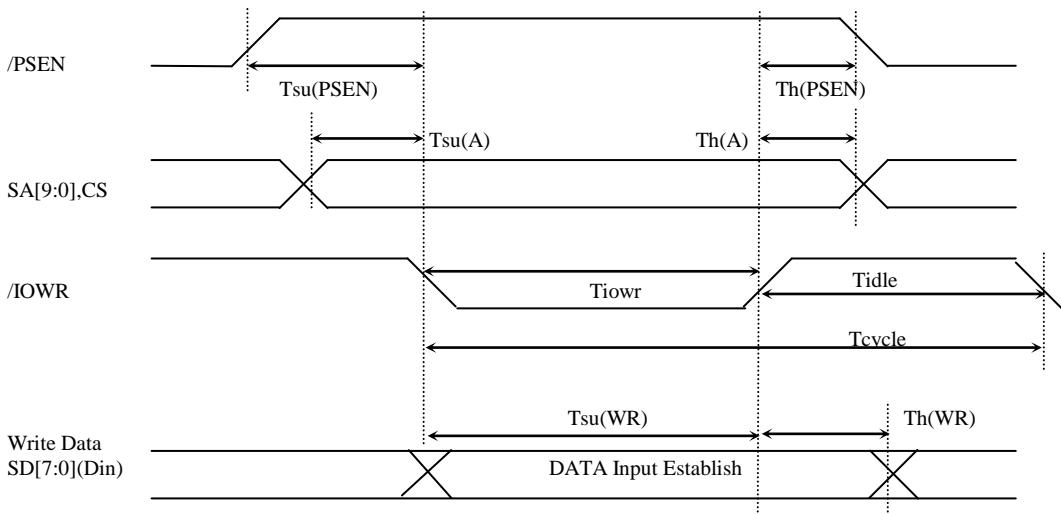 /PSEN
Tsu(PSEN)
Th(PSEN)
Tsu(A)
Th(A)
SA[9:0],CS
/IOWR
Tiowr
Tidle
Tcycle
Tsu(WR)
Th(WR)
Write Data
SD[7:0](Din)
DATA Input Establish